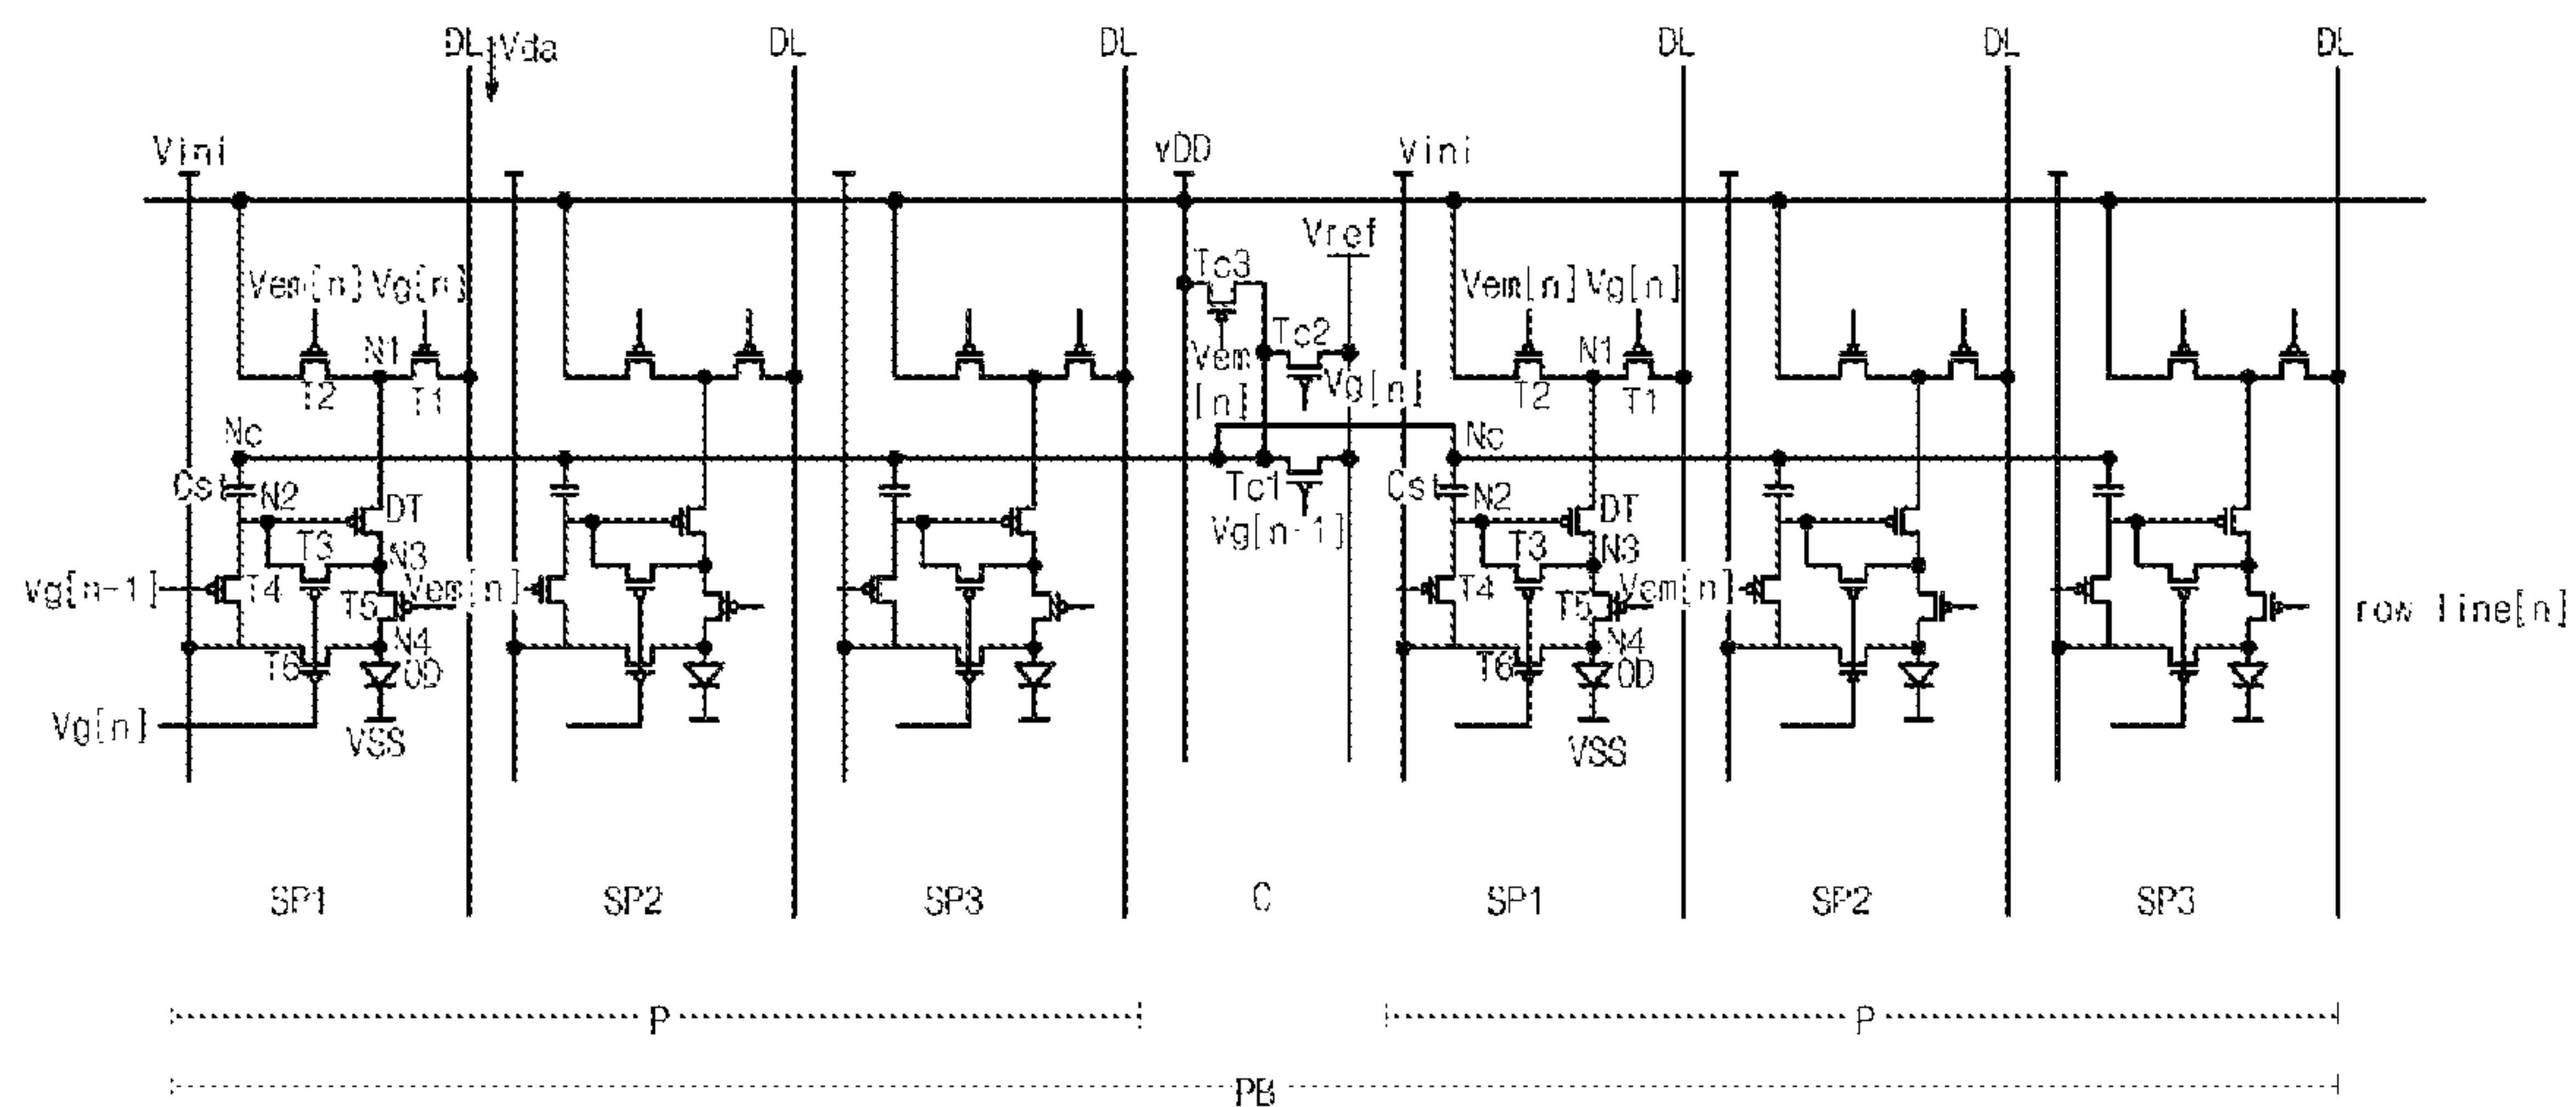 DL Vda DL DL DL DL DL
Vini vDD Vini
Vref
Vem[n] Vg[n] Tc3 Vem[n] Vg[n]
N1 Tc2 N1
T2 T1 Vem Vg[n] T2 T1
[n]
Nc Nc
Cst N2 DT Tc1 Cst N2 DT
Vg[n-1]
T3 N3 T3 N3
Vg[n-1] T4 T5 Vem[n] T4 T5 Vem[n] row line[n]
T6 N4 T6 N4
OD OD
Vg[n] VSS VSS
SP1 SP2 SP3 C SP1 SP2 SP3
P P
PB